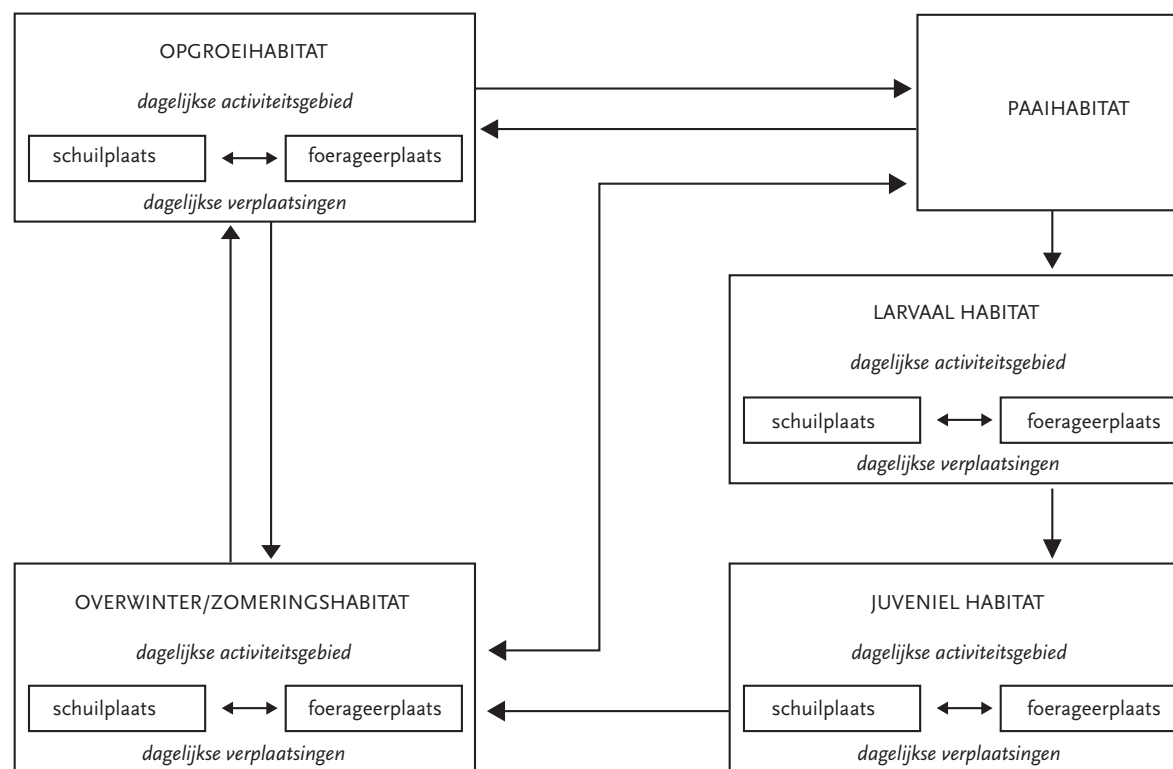 OPGROEIHABITAT
dagelijkse activiteitsgebied
schuilplaats
foerageerplaats
dagelijkse verplaatsingen
PAAIHABITAT
LARVAAL HABITAT
dagelijkse activiteitsgebied
schuilplaats
foerageerplaats
dagelijkse verplaatsingen
OVERWINTER/ZOMERINGSHABITAT
dagelijkse activiteitsgebied
schuilplaats
foerageerplaats
dagelijkse verplaatsingen
JUVENIEL HABITAT
dagelijkse activiteitsgebied
schuilplaats
foerageerplaats
dagelijkse verplaatsingen